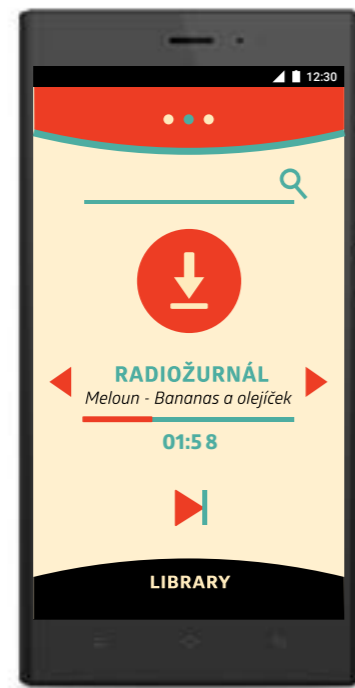 12:30
RADIOŽURNÁL
Meloun - Bananas a olejíček
01:58
LIBRARY